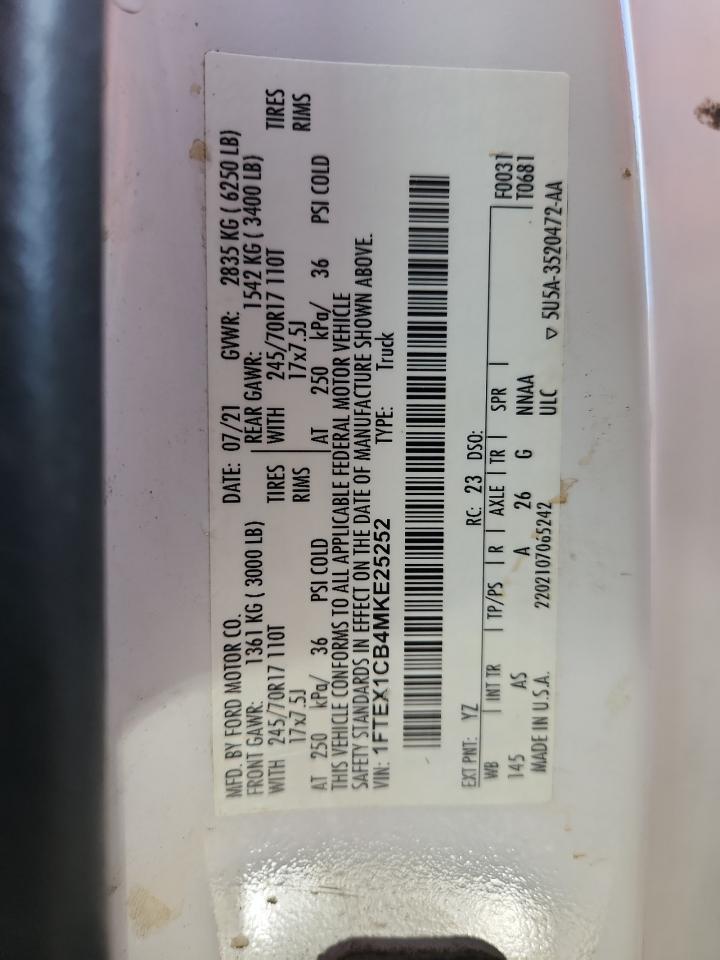 MFD. BY FORD MOTOR CO. DATE: 07/21 GVWR: 2835 KG ( 6250 LB)
FRONT GAWR: 1361 KG ( 3000 LB) REAR GAWR: 1542 KG ( 3400 LB)
WITH 245/70R17 110T TIRES WITH 245/70R17 110T TIRES
17x7.5J RIMS 17x7.5J RIMS
AT 250 kPa/ 36 PSI COLD AT 250 kPa/ 36 PSI COLD
THIS VEHICLE CONFORMS TO ALL APPLICABLE FEDERAL MOTOR VEHICLE
SAFETY STANDARDS IN EFFECT ON THE DATE OF MANUFACTURE SHOWN ABOVE.
VIN: 1FTEX1CB4MKE25252 TYPE: Truck
EXT PNT: YZ RC: 23 DSO: F0031
WB INT TR TP/PS R AXLE TR SPR T0681
145 AS A 26 G NNAA
MADE IN U.S.A. 2202107065242 ULC ▽ 5U5A-3520472-AA